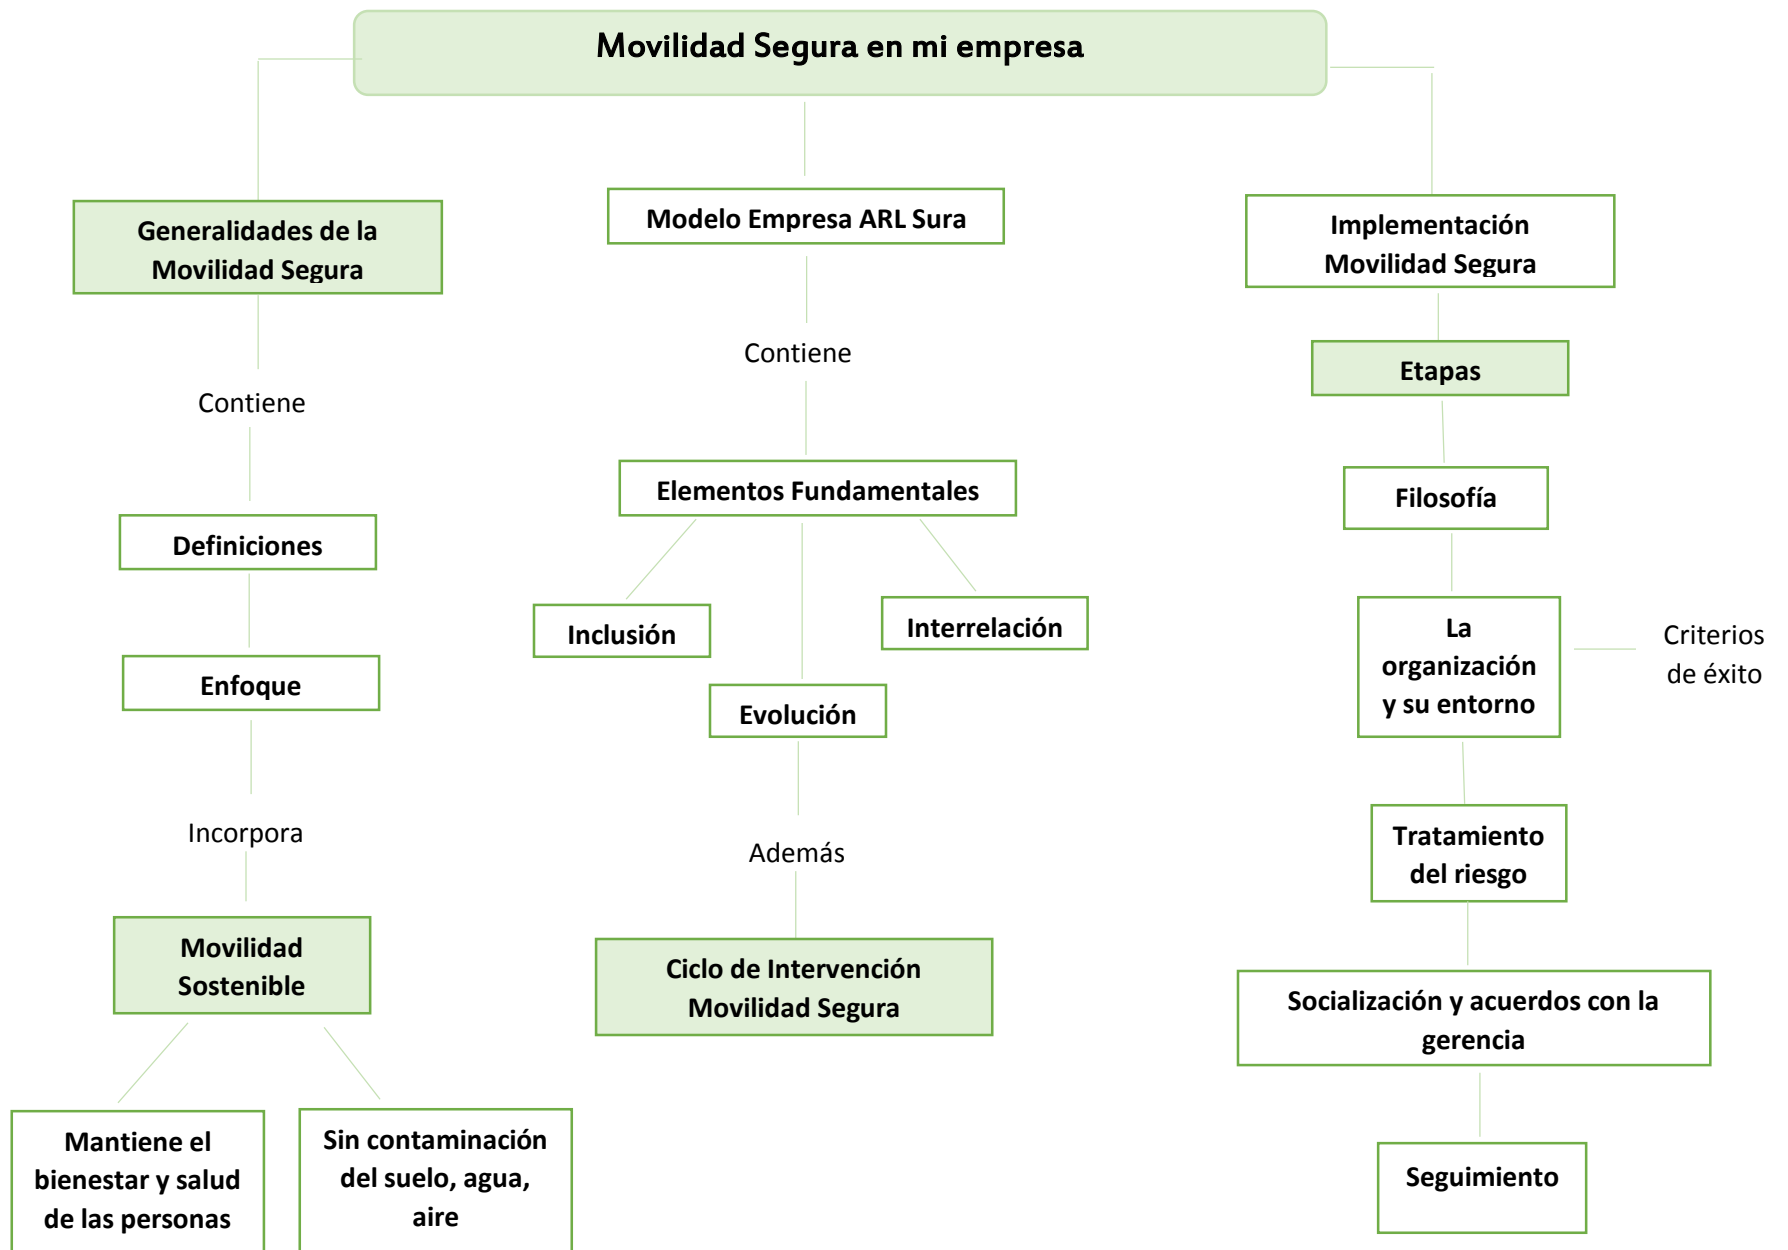 Movilidad Segura en mi empresa
Generalidades de la
Movilidad Segura
Contiene
Definiciones
Enfoque
Incorpora
Movilidad
Sostenible
Mantiene el
bienestar y salud
de las personas
Sin contaminación
del suelo, agua,
aire
Modelo Empresa ARL Sura
Contiene
Elementos Fundamentales
Inclusión
Interrelación
Evolución
Además
Ciclo de Intervención
Movilidad Segura
Implementación
Movilidad Segura
Etapas
Filosofía
La
organización
y su entorno
Criterios
de éxito
Tratamiento
del riesgo
Socialización y acuerdos con la
gerencia
Seguimiento